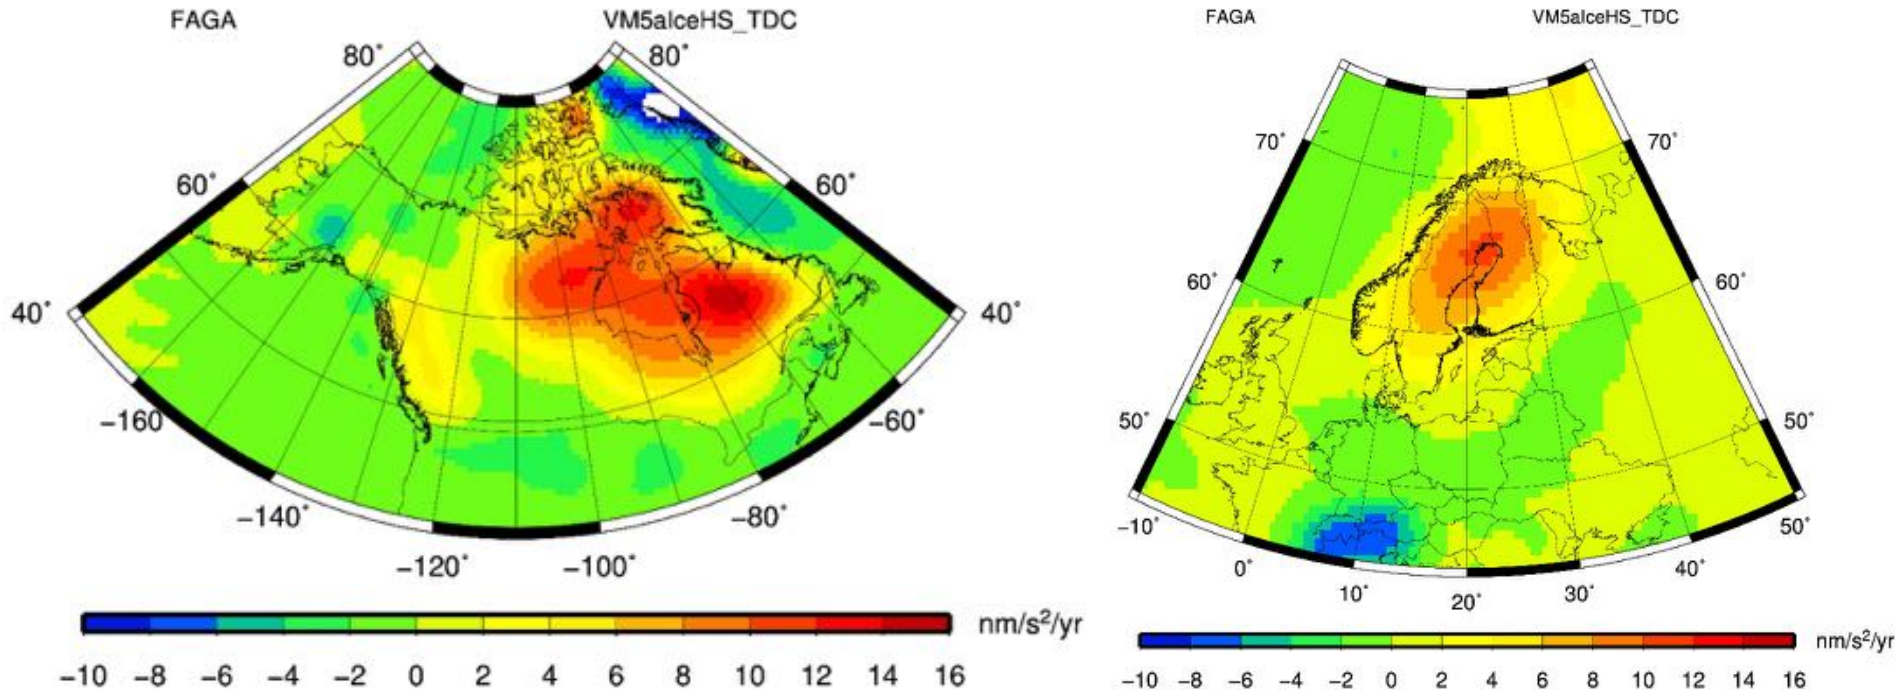 FAGA VM5aIceHS_TDC
80° 80°
60° 60°
40° 40°
−160° −60°
−140° −80°
−120° −100°
nm/s²/yr
−10 −8 −6 −4 −2 0 2 4 6 8 10 12 14 16
FAGA VM5aIceHS_TDC
70° 70°
60° 60°
50° 50°
−10° 50°
0° 40°
10° 30°
20°
nm/s²/yr
−10 −8 −6 −4 −2 0 2 4 6 8 10 12 14 16